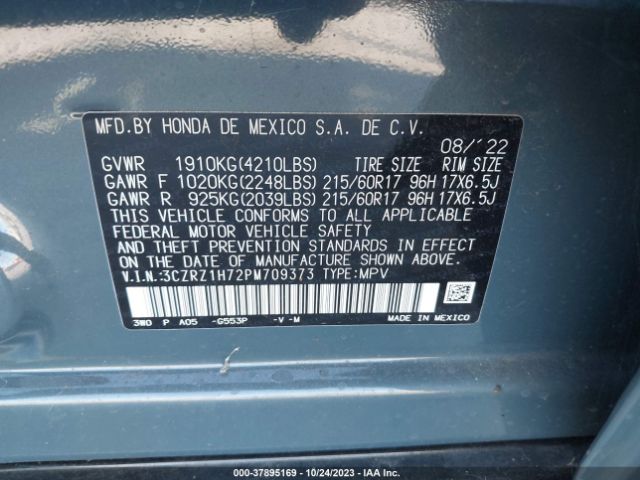 MFD.BY HONDA DE MEXICO S.A. DE C.V.
08/'22
GVWR 1910KG(4210LBS) TIRE SIZE RIM SIZE
GAWR F 1020KG(2248LBS) 215/60R17 96H 17X6.5J
GAWR R 925KG(2039LBS) 215/60R17 96H 17X6.5J
THIS VEHICLE CONFORMS TO ALL APPLICABLE
FEDERAL MOTOR VEHICLE SAFETY
AND THEFT PREVENTION STANDARDS IN EFFECT
ON THE DATE OF MANUFACTURE SHOWN ABOVE.
V.I.N.:3CZRZ1H72PM709373 TYPE:MPV
3W0 P A05 -G553P -V -M MADE IN MEXICO
© 37895169 - 10/24/2023 - IAA Inc.